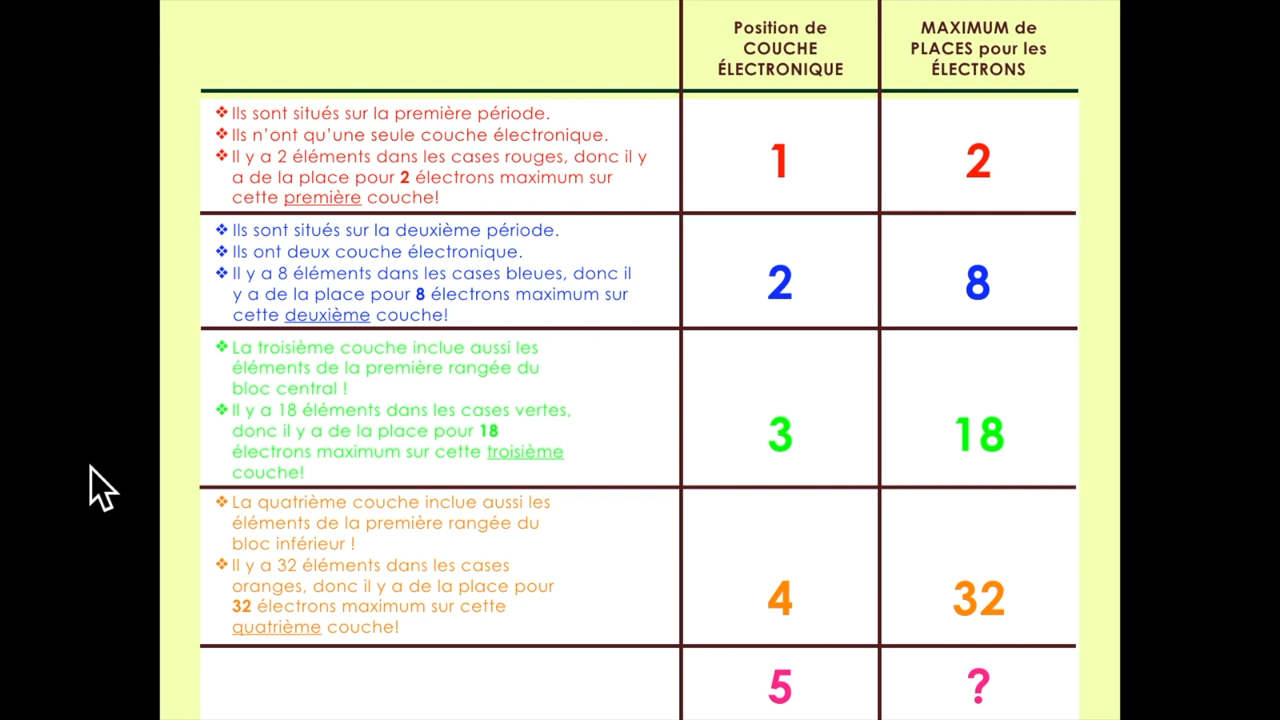 Position de
COUCHE
ÉLECTRONIQUE
MAXIMUM de
PLACES pour les
ÉLECTRONS
❖Ils sont situés sur la première période.
❖Ils n'ont qu'une seule couche électronique.
❖Il y a 2 éléments dans les cases rouges, donc il y
a de la place pour 2 électrons maximum sur
cette première couche!
1
2
❖Ils sont situés sur la deuxième période.
❖Ils ont deux couche électronique.
❖Il y a 8 éléments dans les cases bleues, donc il
y a de la place pour 8 électrons maximum sur
cette deuxième couche!
2
8
❖La troisième couche inclue aussi les
éléments de la première rangée du
bloc central !
❖Il y a 18 éléments dans les cases vertes,
donc il y a de la place pour 18
électrons maximum sur cette troisième
couche!
3
18
❖La quatrième couche inclue aussi les
éléments de la première rangée du
bloc inférieur !
❖Il y a 32 éléments dans les cases
oranges, donc il y a de la place pour
32 électrons maximum sur cette
quatrième couche!
4
32
5
?